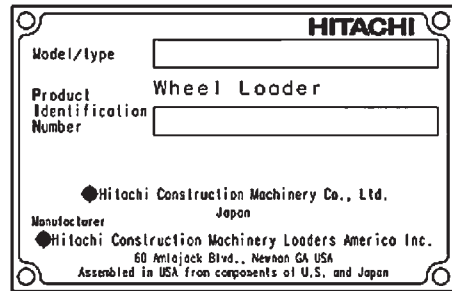 HITACHI
Model/type
Wheel Loader
Product
Identification
Number
Hitachi Construction Machinery Co., Ltd.
Japan
Manufacturer
Hitachi Construction Machinery Loaders America Inc.
60 Amlajack Blvd., Newnan GA USA
Assembled in USA from components of U.S. and Japan